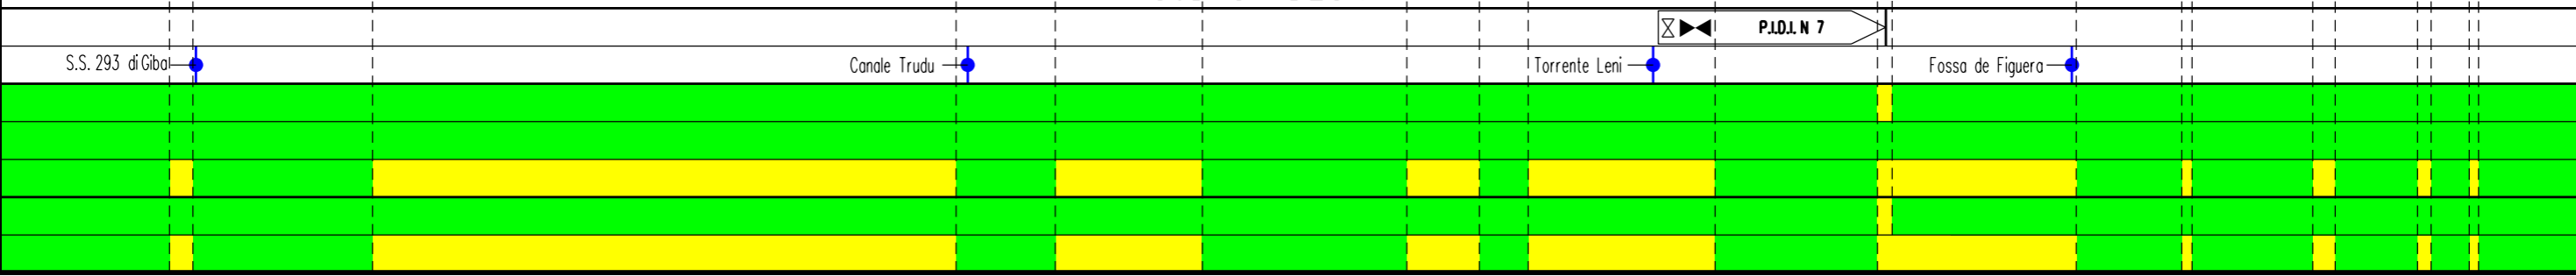 P.I.D.I. N 7
S.S. 293 di Giba
Canale Trudu
Torrente Leni
Fossa de Figuera